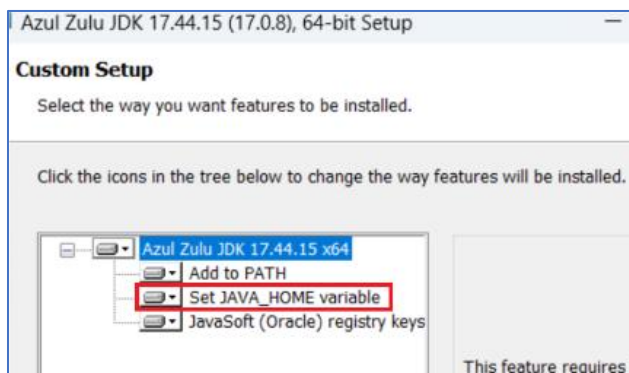 Azul Zulu JDK 17.44.15 (17.0.8), 64-bit Setup
Custom Setup
Select the way you want features to be installed.
Click the icons in the tree below to change the way features will be installed.
Azul Zulu JDK 17.44.15 x64
Add to PATH
Set JAVA_HOME variable
JavaSoft (Oracle) registry keys
This feature requires